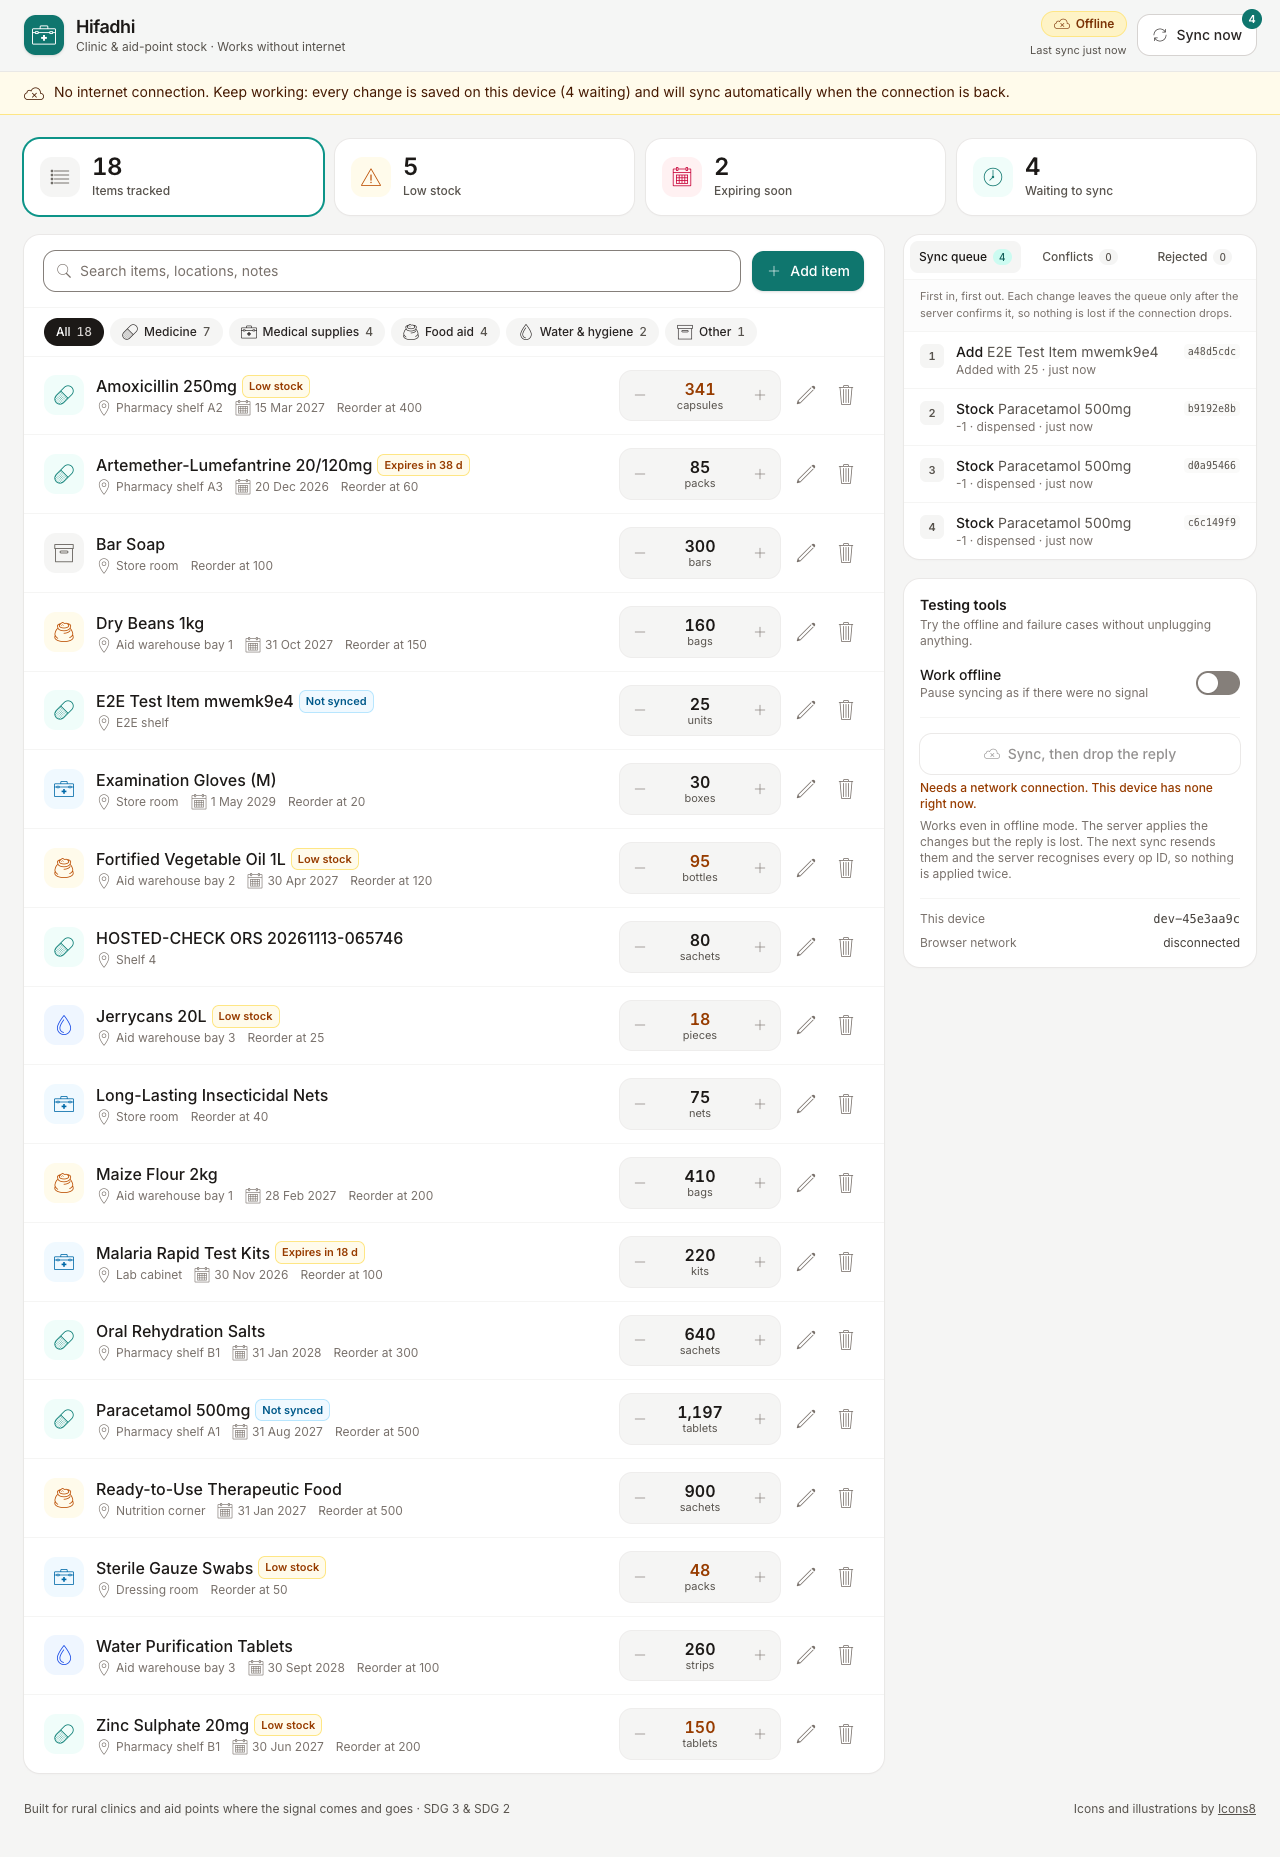 Hifadhi
Clinic & aid-point stock · Works without internet
Offline
Last sync just now
Sync now
4
No internet connection. Keep working: every change is saved on this device (4 waiting) and will sync automatically when the connection is back.
18
Items tracked
5
Low stock
2
Expiring soon
4
Waiting to sync
Search items, locations, notes
Add item
All 18
Medicine 7
Medical supplies 4
Food aid 4
Water & hygiene 2
Other 1
Amoxicillin 250mg Low stock
Pharmacy shelf A2 15 Mar 2027 Reorder at 400
341
capsules
Artemether-Lumefantrine 20/120mg Expires in 38 d
Pharmacy shelf A3 20 Dec 2026 Reorder at 60
85
packs
Bar Soap
Store room Reorder at 100
300
bars
Dry Beans 1kg
Aid warehouse bay 1 31 Oct 2027 Reorder at 150
160
bags
E2E Test Item mwemk9e4 Not synced
E2E shelf
25
units
Examination Gloves (M)
Store room 1 May 2029 Reorder at 20
30
boxes
Fortified Vegetable Oil 1L Low stock
Aid warehouse bay 2 30 Apr 2027 Reorder at 120
95
bottles
HOSTED-CHECK ORS 20261113-065746
Shelf 4
80
sachets
Jerrycans 20L Low stock
Aid warehouse bay 3 Reorder at 25
18
pieces
Long-Lasting Insecticidal Nets
Store room Reorder at 40
75
nets
Maize Flour 2kg
Aid warehouse bay 1 28 Feb 2027 Reorder at 200
410
bags
Malaria Rapid Test Kits Expires in 18 d
Lab cabinet 30 Nov 2026 Reorder at 100
220
kits
Oral Rehydration Salts
Pharmacy shelf B1 31 Jan 2028 Reorder at 300
640
sachets
Paracetamol 500mg Not synced
Pharmacy shelf A1 31 Aug 2027 Reorder at 500
1,197
tablets
Ready-to-Use Therapeutic Food
Nutrition corner 31 Jan 2027 Reorder at 500
900
sachets
Sterile Gauze Swabs Low stock
Dressing room Reorder at 50
48
packs
Water Purification Tablets
Aid warehouse bay 3 30 Sept 2028 Reorder at 100
260
strips
Zinc Sulphate 20mg Low stock
Pharmacy shelf B1 30 Jun 2027 Reorder at 200
150
tablets
Sync queue 4
Conflicts 0
Rejected 0
First in, first out. Each change leaves the queue only after the
server confirms it, so nothing is lost if the connection drops.
1 Add E2E Test Item mwemk9e4 a48d5cdc
Added with 25 · just now
2 Stock Paracetamol 500mg b9192e8b
-1 · dispensed · just now
3 Stock Paracetamol 500mg d0a95466
-1 · dispensed · just now
4 Stock Paracetamol 500mg c6c149f9
-1 · dispensed · just now
Testing tools
Try the offline and failure cases without unplugging
anything.
Work offline
Pause syncing as if there were no signal
Sync, then drop the reply
Needs a network connection. This device has none
right now.
Works even in offline mode. The server applies the
changes but the reply is lost. The next sync resends
them and the server recognises every op ID, so nothing
is applied twice.
This device dev-45e3aa9c
Browser network disconnected
Built for rural clinics and aid points where the signal comes and goes · SDG 3 & SDG 2
Icons and illustrations by Icons8